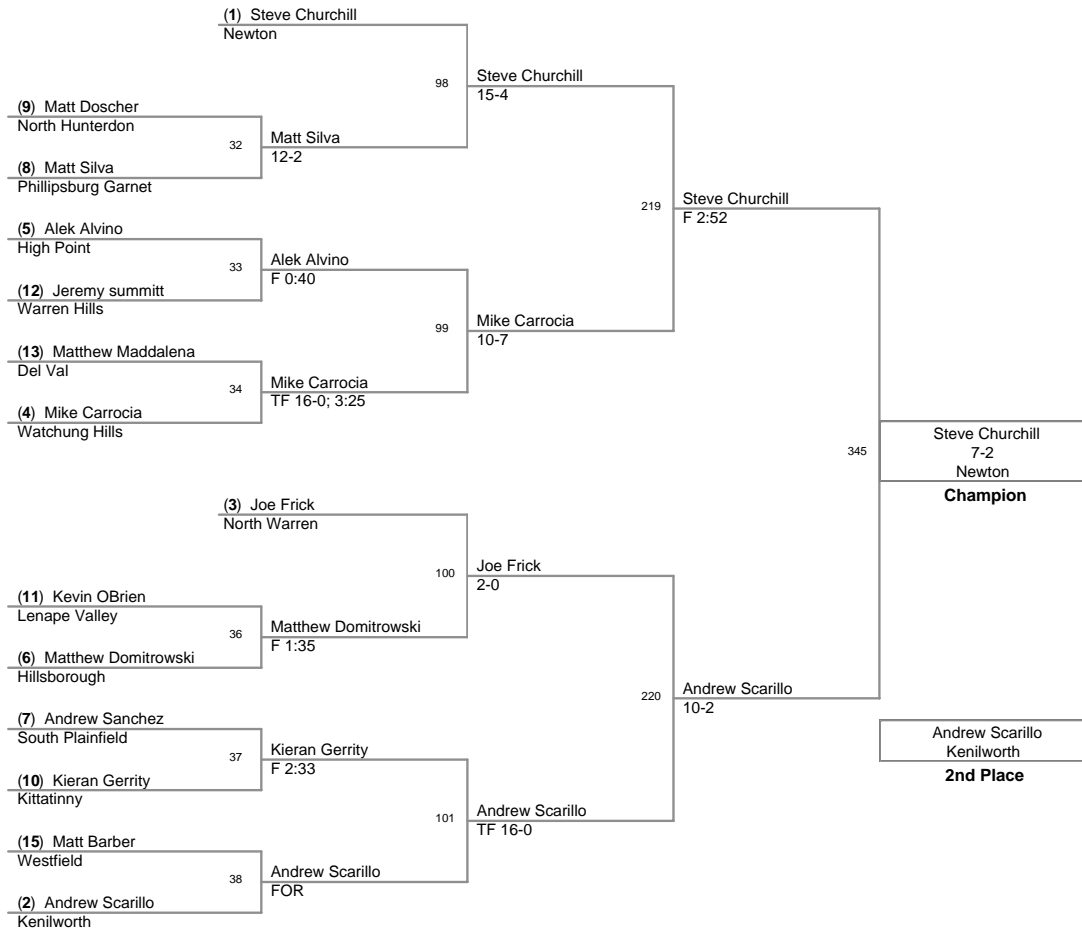 (1) Steve Churchill
Newton
98
Steve Churchill
15-4
(9) Matt Doscher
North Hunterdon
32
Matt Silva
12-2
(8) Matt Silva
Phillipsburg Garnet
219
Steve Churchill
F 2:52
(5) Alek Alvino
High Point
33
Alek Alvino
F 0:40
(12) Jeremy summitt
Warren Hills
99
Mike Carrocia
10-7
(13) Matthew Maddalena
Del Val
34
Mike Carrocia
TF 16-0; 3:25
(4) Mike Carrocia
Watchung Hills
345
Steve Churchill
7-2
Newton
Champion
(3) Joe Frick
North Warren
100
Joe Frick
2-0
(11) Kevin OBrien
Lenape Valley
36
Matthew Domitrowski
F 1:35
(6) Matthew Domitrowski
Hillsborough
220
Andrew Scarillo
10-2
(7) Andrew Sanchez
South Plainfield
37
Kieran Gerrity
F 2:33
(10) Kieran Gerrity
Kittatinny
101
Andrew Scarillo
TF 16-0
(15) Matt Barber
Westfield
38
Andrew Scarillo
FOR
(2) Andrew Scarillo
Kenilworth
Andrew Scarillo
Kenilworth
2nd Place